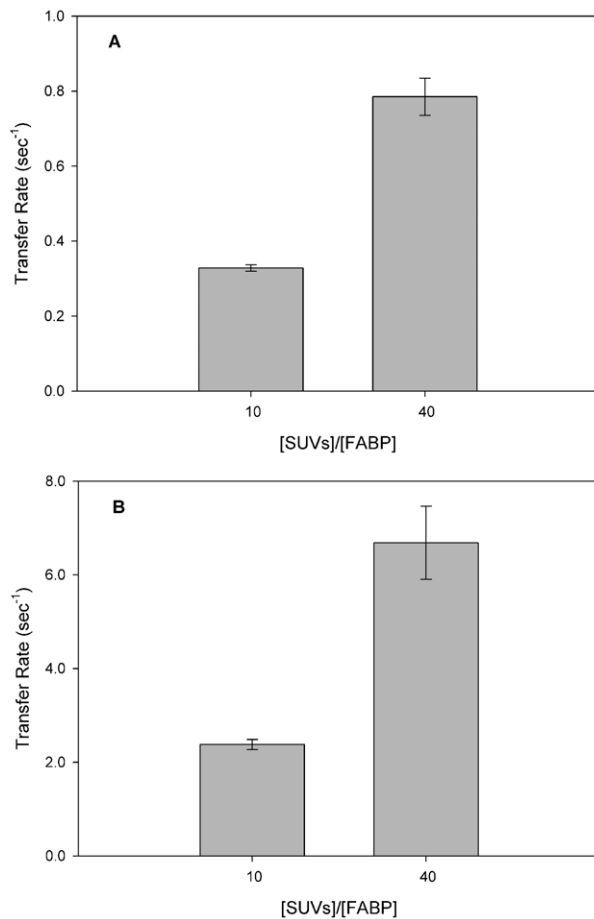 A
1.0
0.8
0.6
0.4
0.2
0.0
Transfer Rate (sec⁻¹)
10 40
[SUVs]/[FABP]
B
8.0
6.0
4.0
2.0
0.0
Transfer Rate (sec⁻¹)
10 40
[SUVs]/[FABP]